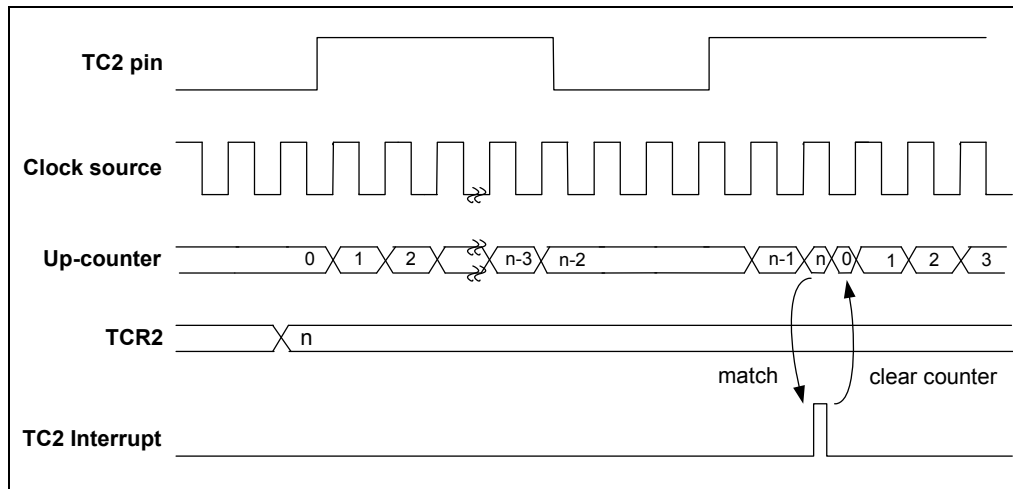 TC2 pin
Clock source
Up-counter 0 1 2 n-3 n-2 n-1 n 0 1 2 3
TCR2 n
match clear counter
TC2 Interrupt